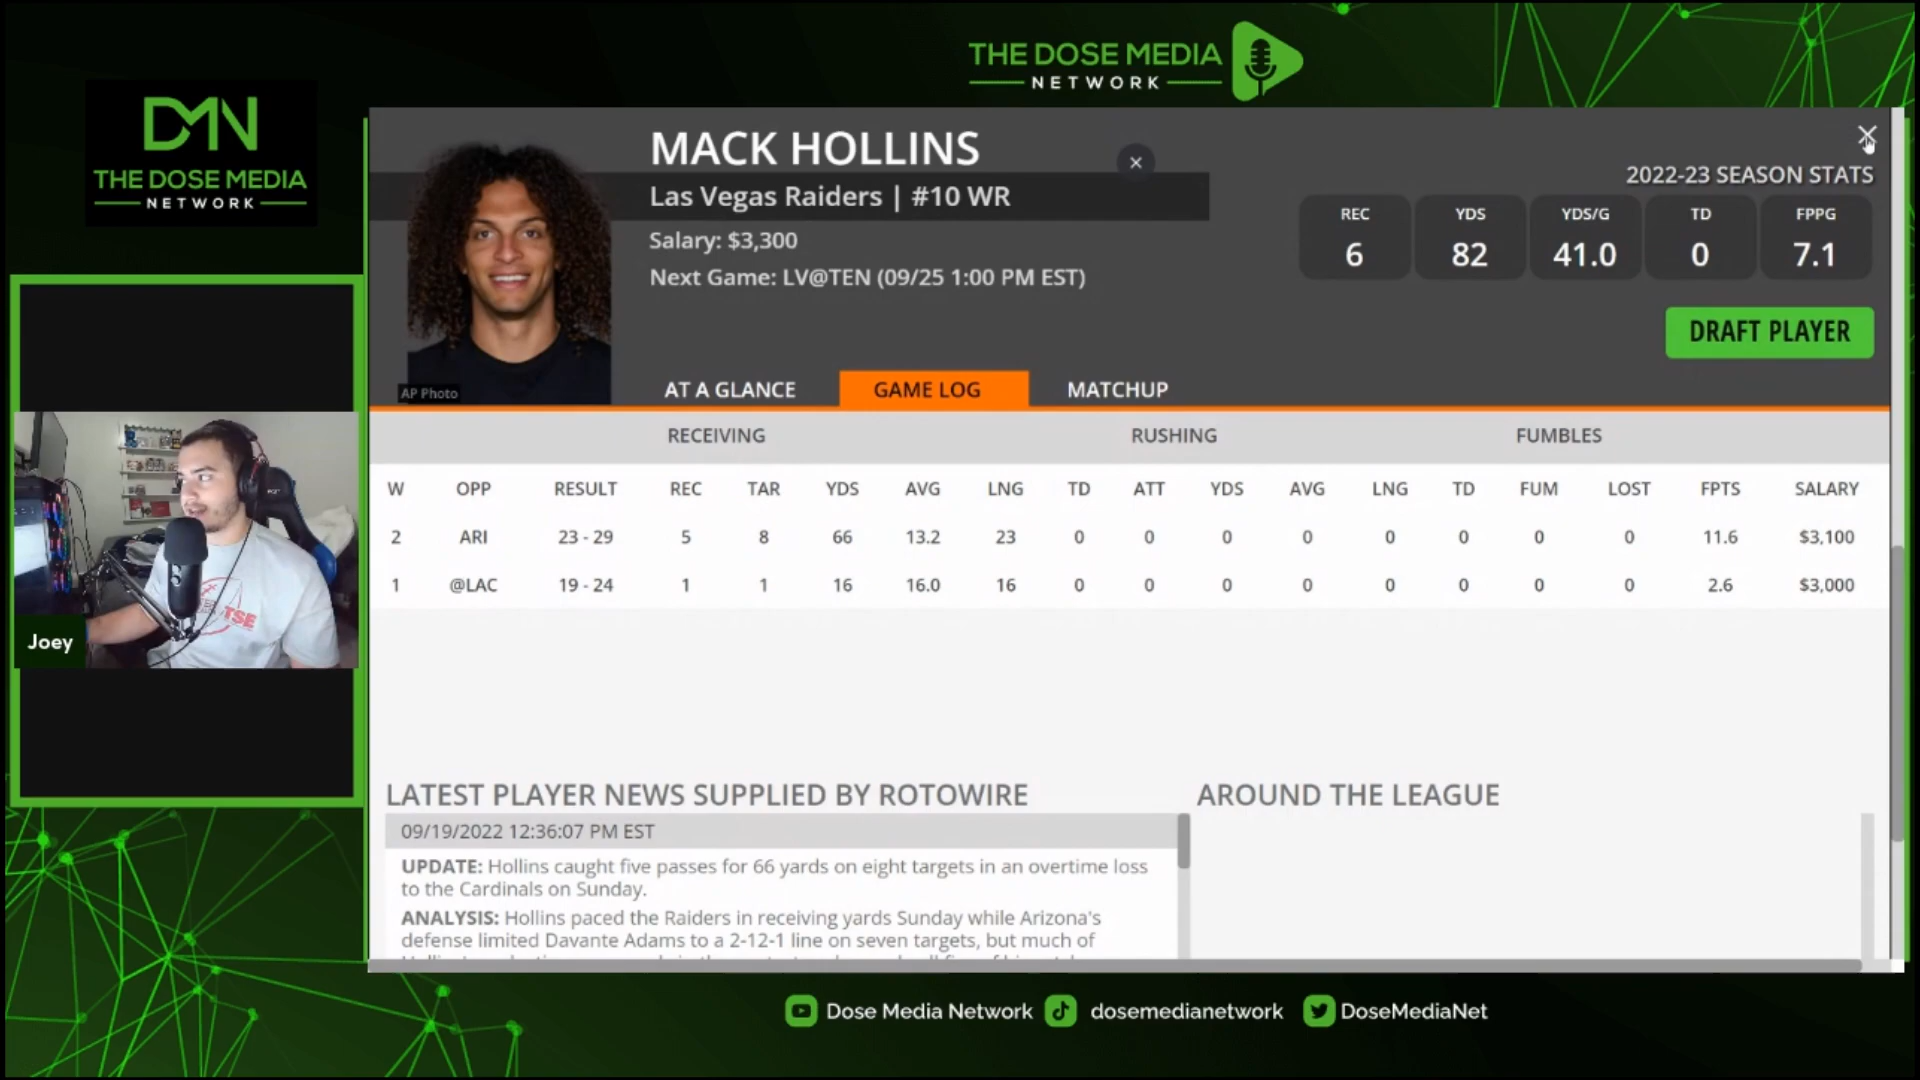 THE DOSE MEDIA
NETWORK
DMN
THE DOSE MEDIA
NETWORK
MACK HOLLINS
Las Vegas Raiders | #10 WR
Salary: $3,300
Next Game: LV@TEN (09/25 1:00 PM EST)
2022-23 SEASON STATS
REC YDS YDS/G TD FPPG
6 82 41.0 0 7.1
DRAFT PLAYER
AP Photo
AT A GLANCE GAME LOG MATCHUP
RECEIVING RUSHING FUMBLES
W OPP RESULT REC TAR YDS AVG LNG TD ATT YDS AVG LNG TD FUM LOST FPTS SALARY
2 ARI 23 - 29 5 8 66 13.2 23 0 0 0 0 0 0 0 0 11.6 $3,100
1 @LAC 19 - 24 1 1 16 16.0 16 0 0 0 0 0 0 0 0 2.6 $3,000
TSE
Joey
LATEST PLAYER NEWS SUPPLIED BY ROTOWIRE
AROUND THE LEAGUE
09/19/2022 12:36:07 PM EST
UPDATE: Hollins caught five passes for 66 yards on eight targets in an overtime loss
to the Cardinals on Sunday.
ANALYSIS: Hollins paced the Raiders in receiving yards Sunday while Arizona's
defense limited Davante Adams to a 2-12-1 line on seven targets, but much of
Dose Media Network dosemedianetwork DoseMediaNet